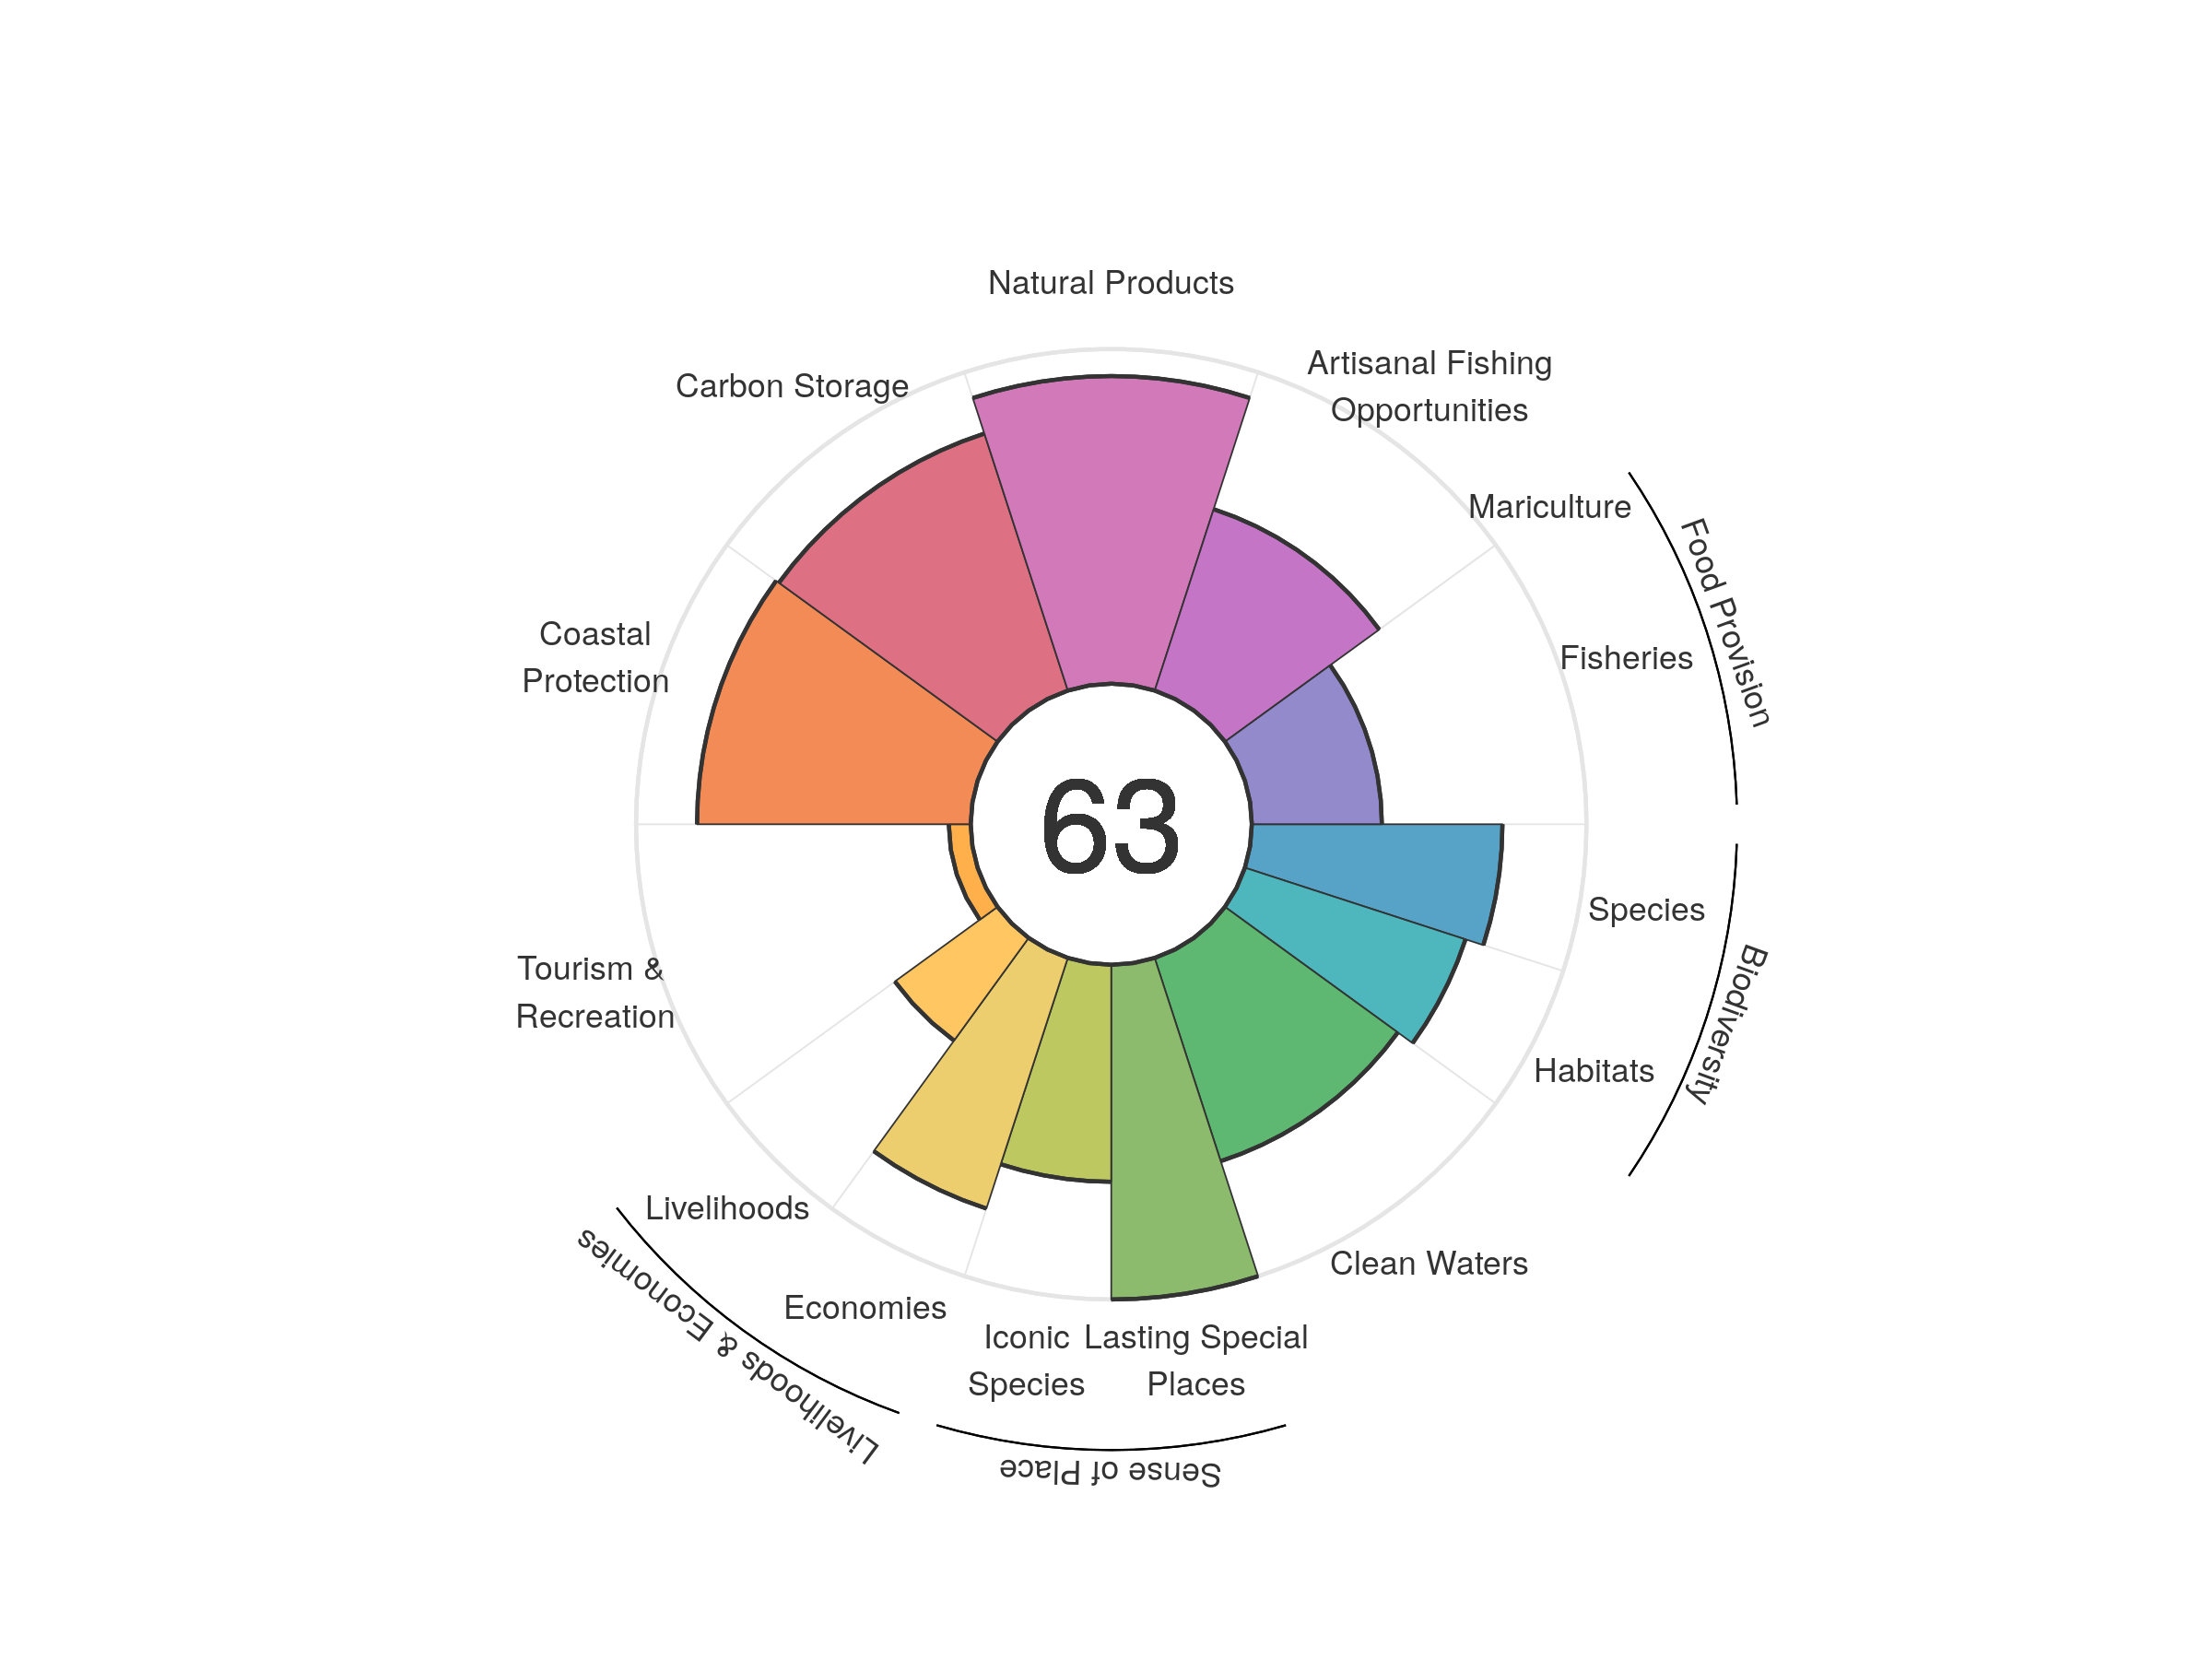 Natural Products
Artisanal Fishing
Opportunities
Carbon Storage
Mariculture
Food Provision
Coastal
Protection
Fisheries
63
Species
Biodiversity
Tourism &
Recreation
Habitats
Livelihoods
Clean Waters
Livelihoods & Economies
Economies
Iconic
Species
Lasting Special
Places
Sense of Place